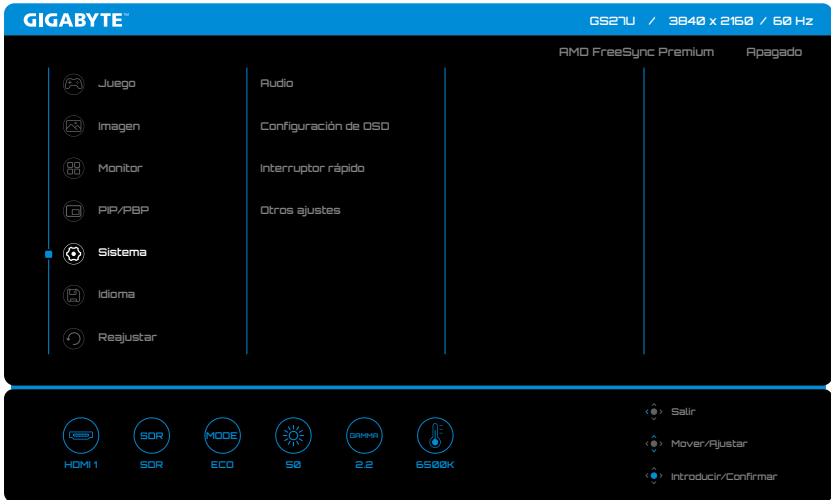 GIGABYTE™ GS27U / 3840 x 2160 / 60 Hz
AMD FreeSync Premium Apagado
Juego Audio
Imagen Configuración de OSD
Monitor Interruptor rápido
PIP/PBP Otros ajustes
Sistema
Idioma
Reajustar
Salir
SDR MODE GAMMA
Mover/Ajustar
HDMI 1 SDR ECO 50 2.2 6500K
Introducir/Confirmar